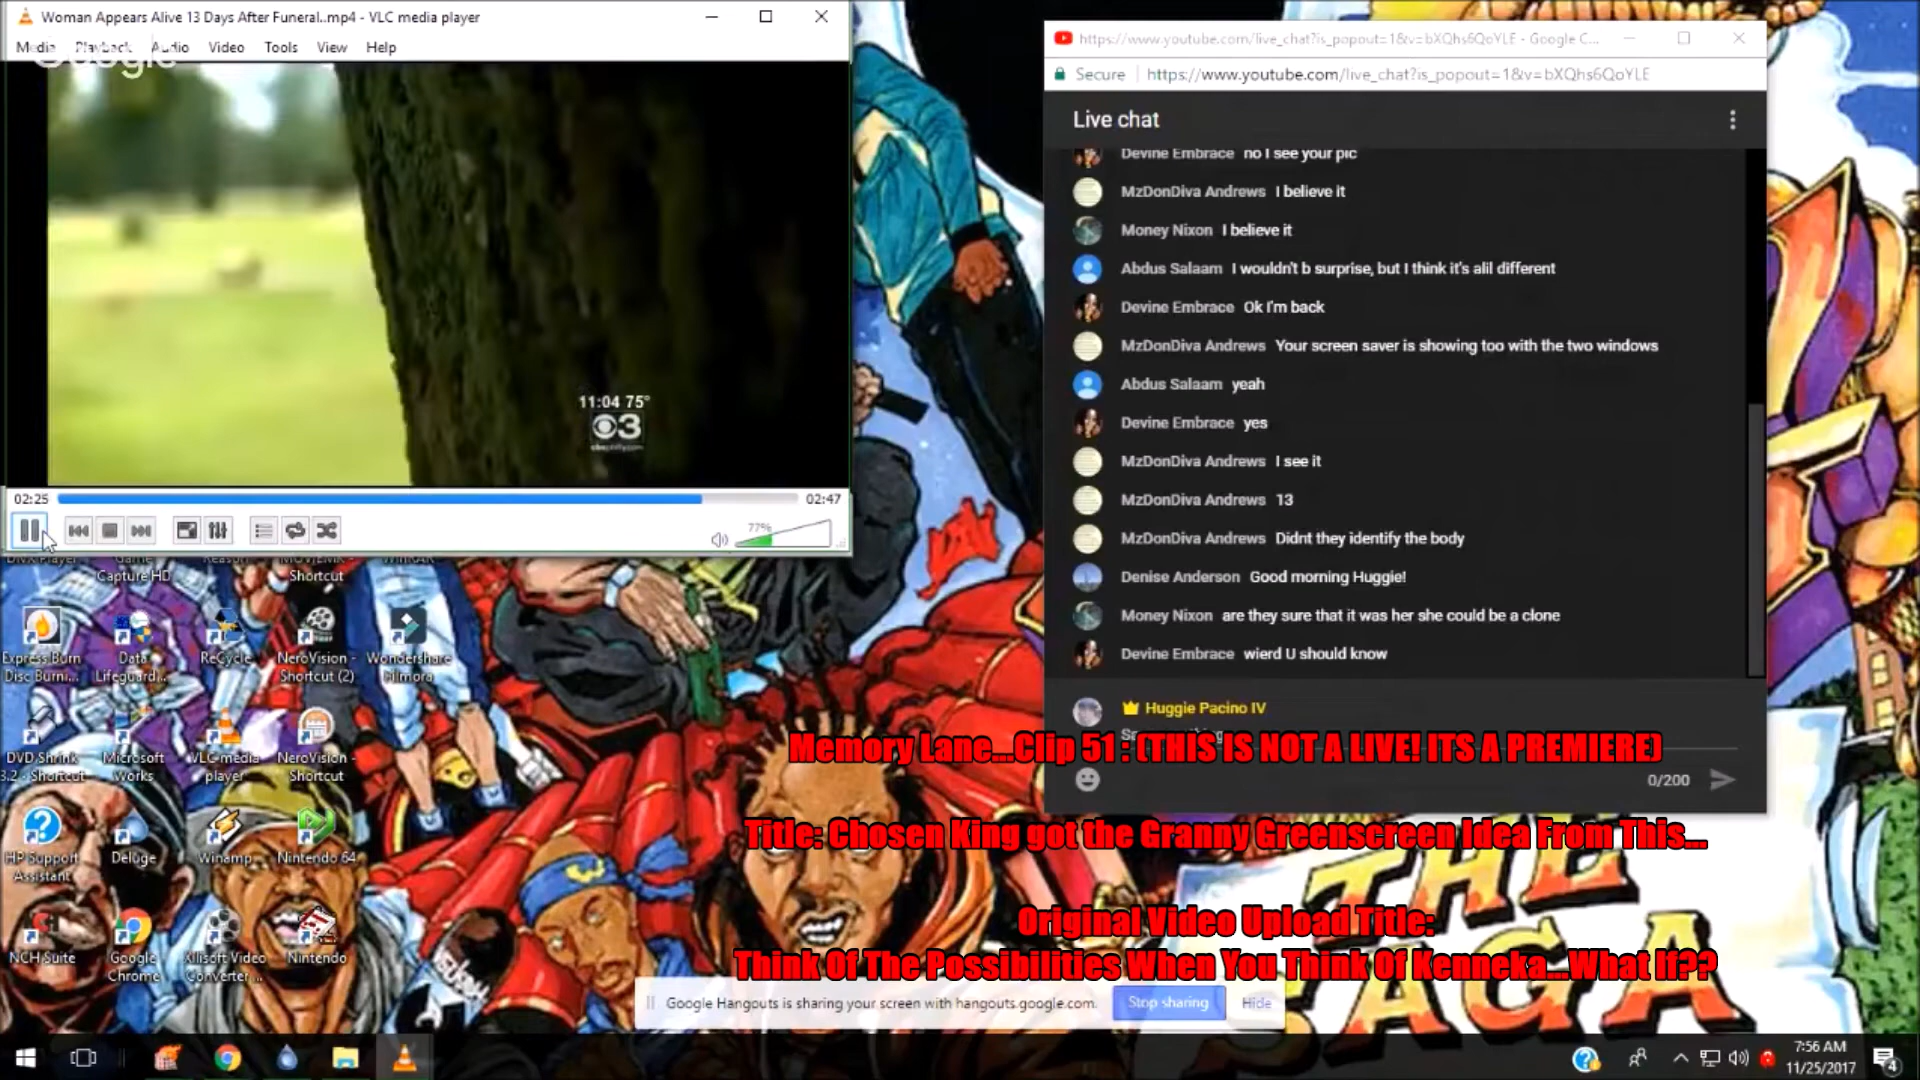 Woman Appears Alive 13 Days After Funeral..mp4 - VLC media player
Media Playback Audio Video Tools View Help
Google
11:04 75°
3
02:25
02:47
77%
https://www.youtube.com/live_chat?is_popout=1&v=bXQhs6QoYLE - Google C...
Secure https://www.youtube.com/live_chat?is_popout=1&v=bXQhs6QoYLE
Live chat
Devine Embrace no I see your pic
MzDonDiva Andrews I believe it
Money Nixon I believe it
Abdus Salaam I wouldn't b surprise, but I think it's alil different
Devine Embrace Ok I'm back
MzDonDiva Andrews Your screen saver is showing too with the two windows
Abdus Salaam yeah
Devine Embrace yes
MzDonDiva Andrews I see it
MzDonDiva Andrews 13
MzDonDiva Andrews Didnt they identify the body
Denise Anderson Good morning Huggie!
Money Nixon are they sure that it was her she could be a clone
Devine Embrace wierd U should know
Huggie Pacino IV
0/200
Memory Lane...Clip 51 : (THIS IS NOT A LIVE! ITS A PREMIERE)
Title: Chosen King got the Granny Greenscreen Idea From This...
Original Video Upload Title:
Think Of The Possibilities When You Think Of Kenneka...What If??
Capture HD
Shortcut
Express Burn
Disc Burni...
Data
Lifeguard...
ReCycle
NeroVision -
Shortcut (2)
Wondershare
Filmora
DVD Shrink
3.2 - Shortcut
Microsoft
Works
VLC media
player
NeroVision -
Shortcut
HP Support
Assistant
Deluge
Winamp
Nintendo 64
NCH Suite
Google
Chrome
Xilisoft Video
Converter ...
Nintendo
THE
SAGA
Google Hangouts is sharing your screen with hangouts.google.com.
Stop sharing
Hide
7:56 AM
11/25/2017
4